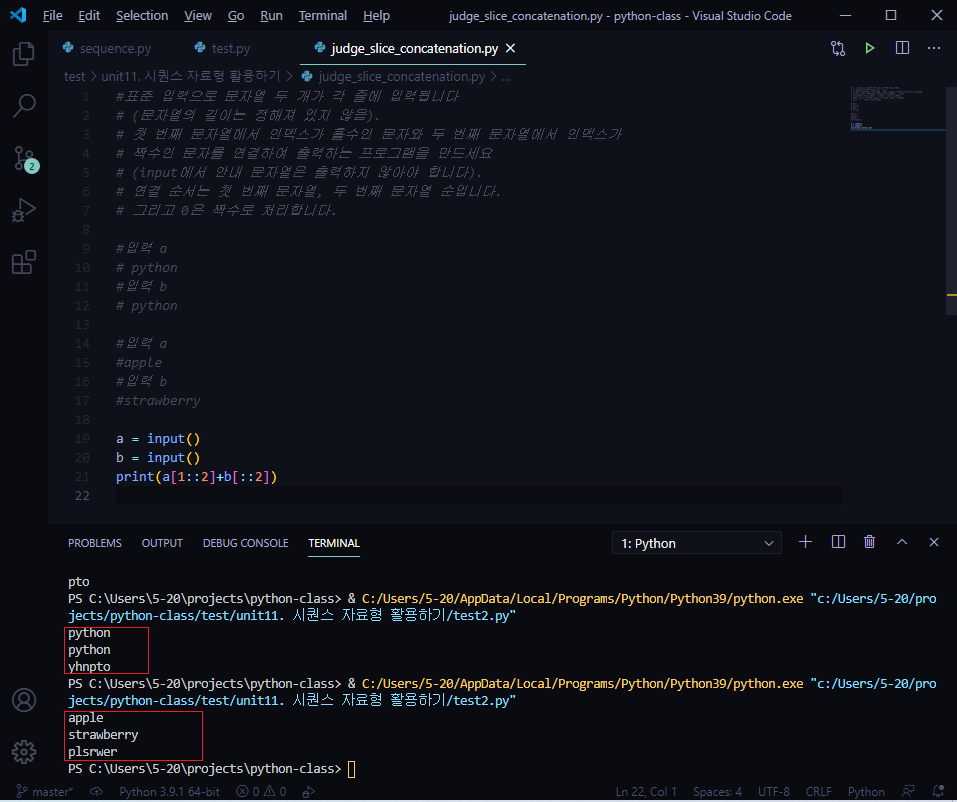 File Edit Selection View Go Run Terminal Help judge_slice_concatenation.py - python-class - Visual Studio Code
sequence.py test.py judge_slice_concatenation.py
test > unit11. 시퀀스 자료형 활용하기 > judge_slice_concatenation.py > ...
1 #표준 입력으로 문자열 두 개가 각 줄에 입력됩니다
2 # (문자열의 길이는 정해져 있지 않음).
3 # 첫 번째 문자열에서 인덱스가 홀수인 문자와 두 번째 문자열에서 인덱스가
4 # 짝수인 문자를 연결하여 출력하는 프로그램을 만드세요
5 # (input에서 안내 문자열은 출력하지 않아야 합니다).
6 # 연결 순서는 첫 번째 문자열, 두 번째 문자열 순입니다.
7 # 그리고 0은 짝수로 처리합니다.
8
9 #입력 a
10 # python
11 #입력 b
12 # python
13
14 #입력 a
15 #apple
16 #입력 b
17 #strawberry
18
19 a = input()
20 b = input()
21 print(a[1::2]+b[::2])
22
2
PROBLEMS OUTPUT DEBUG CONSOLE TERMINAL 1: Python
pto
PS C:\Users\5-20\projects\python-class> & C:/Users/5-20/AppData/Local/Programs/Python/Python39/python.exe "c:/Users/5-20/pro
jects/python-class/test/unit11. 시퀀스 자료형 활용하기/test2.py"
python
python
yhnpto
PS C:\Users\5-20\projects\python-class> & C:/Users/5-20/AppData/Local/Programs/Python/Python39/python.exe "c:/Users/5-20/pro
jects/python-class/test/unit11. 시퀀스 자료형 활용하기/test2.py"
apple
strawberry
plsrwer
PS C:\Users\5-20\projects\python-class>
master* Python 3.9.1 64-bit 0 0 Ln 22, Col 1 Spaces: 4 UTF-8 CRLF Python